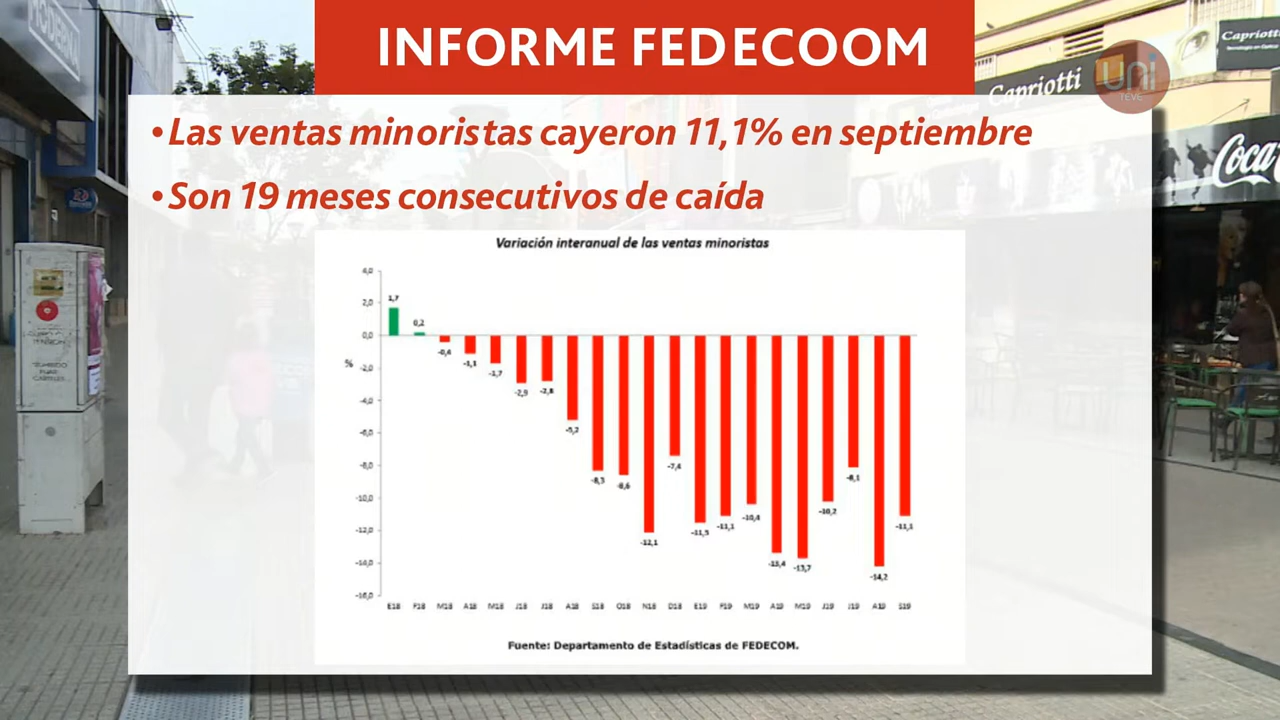 INFORME FEDECOOM
MODERNA
Capriotti
Capriotti
uni
TEVE
Coca
• Las ventas minoristas cayeron 11,1% en septiembre
• Son 19 meses consecutivos de caída
Variación interanual de las ventas minoristas
4,0
2,0
0,0
-2,0
-4,0
-6,0
-8,0
-10,0
-12,0
-14,0
-16,0
%
1,7
0,2
-0,4
-1,1
-1,7
-2,9
-2,8
-5,2
-8,3
-8,6
-12,1
-7,4
-11,5
-11,1
-10,4
-13,4
-13,7
-10,2
-8,1
-14,2
-11,1
E18 F18 M18 A18 M18 J18 J18 A18 S18 O18 N18 D18 E19 F19 M19 A19 M19 J19 J19 A19 S19
Fuente: Departamento de Estadísticas de FEDECOM.